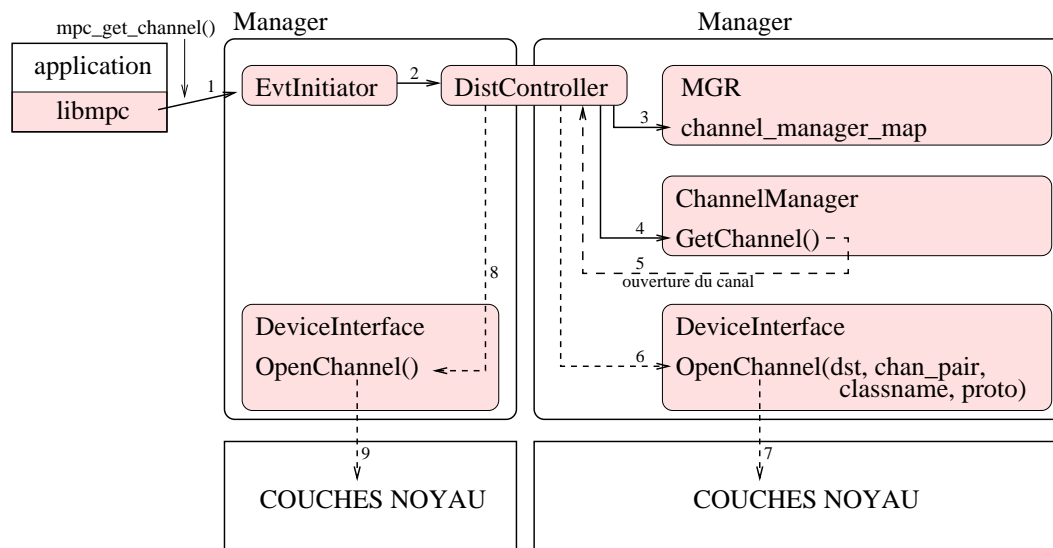 mpc_get_channel()
Manager
Manager
application
libmpc
1
EvtInitiator
2
DistController
3
MGR
channel_manager_map
ChannelManager
4
GetChannel()
5
ouverture du canal
8
DeviceInterface
OpenChannel()
6
DeviceInterface
OpenChannel(dst, chan_pair,
classname, proto)
9
7
COUCHES NOYAU
COUCHES NOYAU